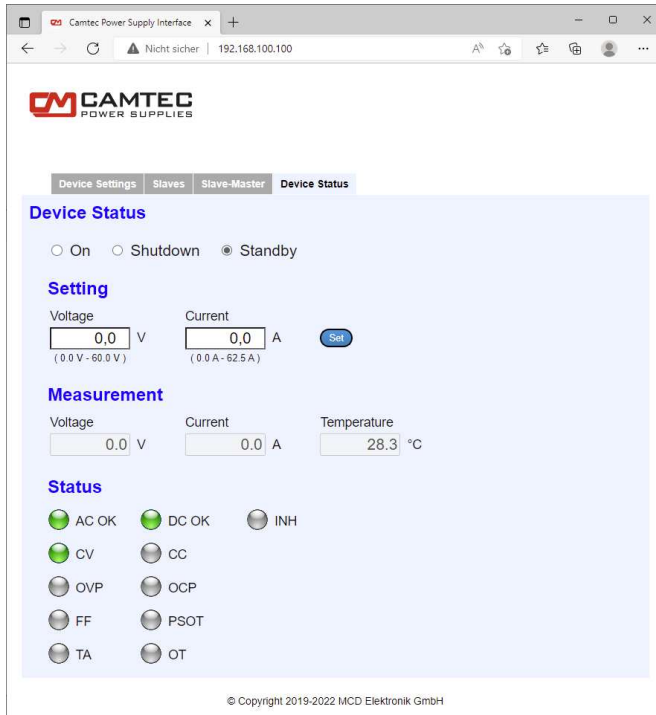 Camtec Power Supply Interface
Nicht sicher | 192.168.100.100
CM CAMTEC
POWER SUPPLIES
Device Settings Slaves Slave-Master Device Status
Device Status
On Shutdown Standby
Setting
Voltage Current
0,0 V 0,0 A Set
( 0.0 V - 60.0 V ) ( 0.0 A - 62.5 A )
Measurement
Voltage Current Temperature
0.0 V 0.0 A 28.3 °C
Status
AC OK DC OK INH
CV CC
OVP OCP
FF PSOT
TA OT
© Copyright 2019-2022 MCD Elektronik GmbH